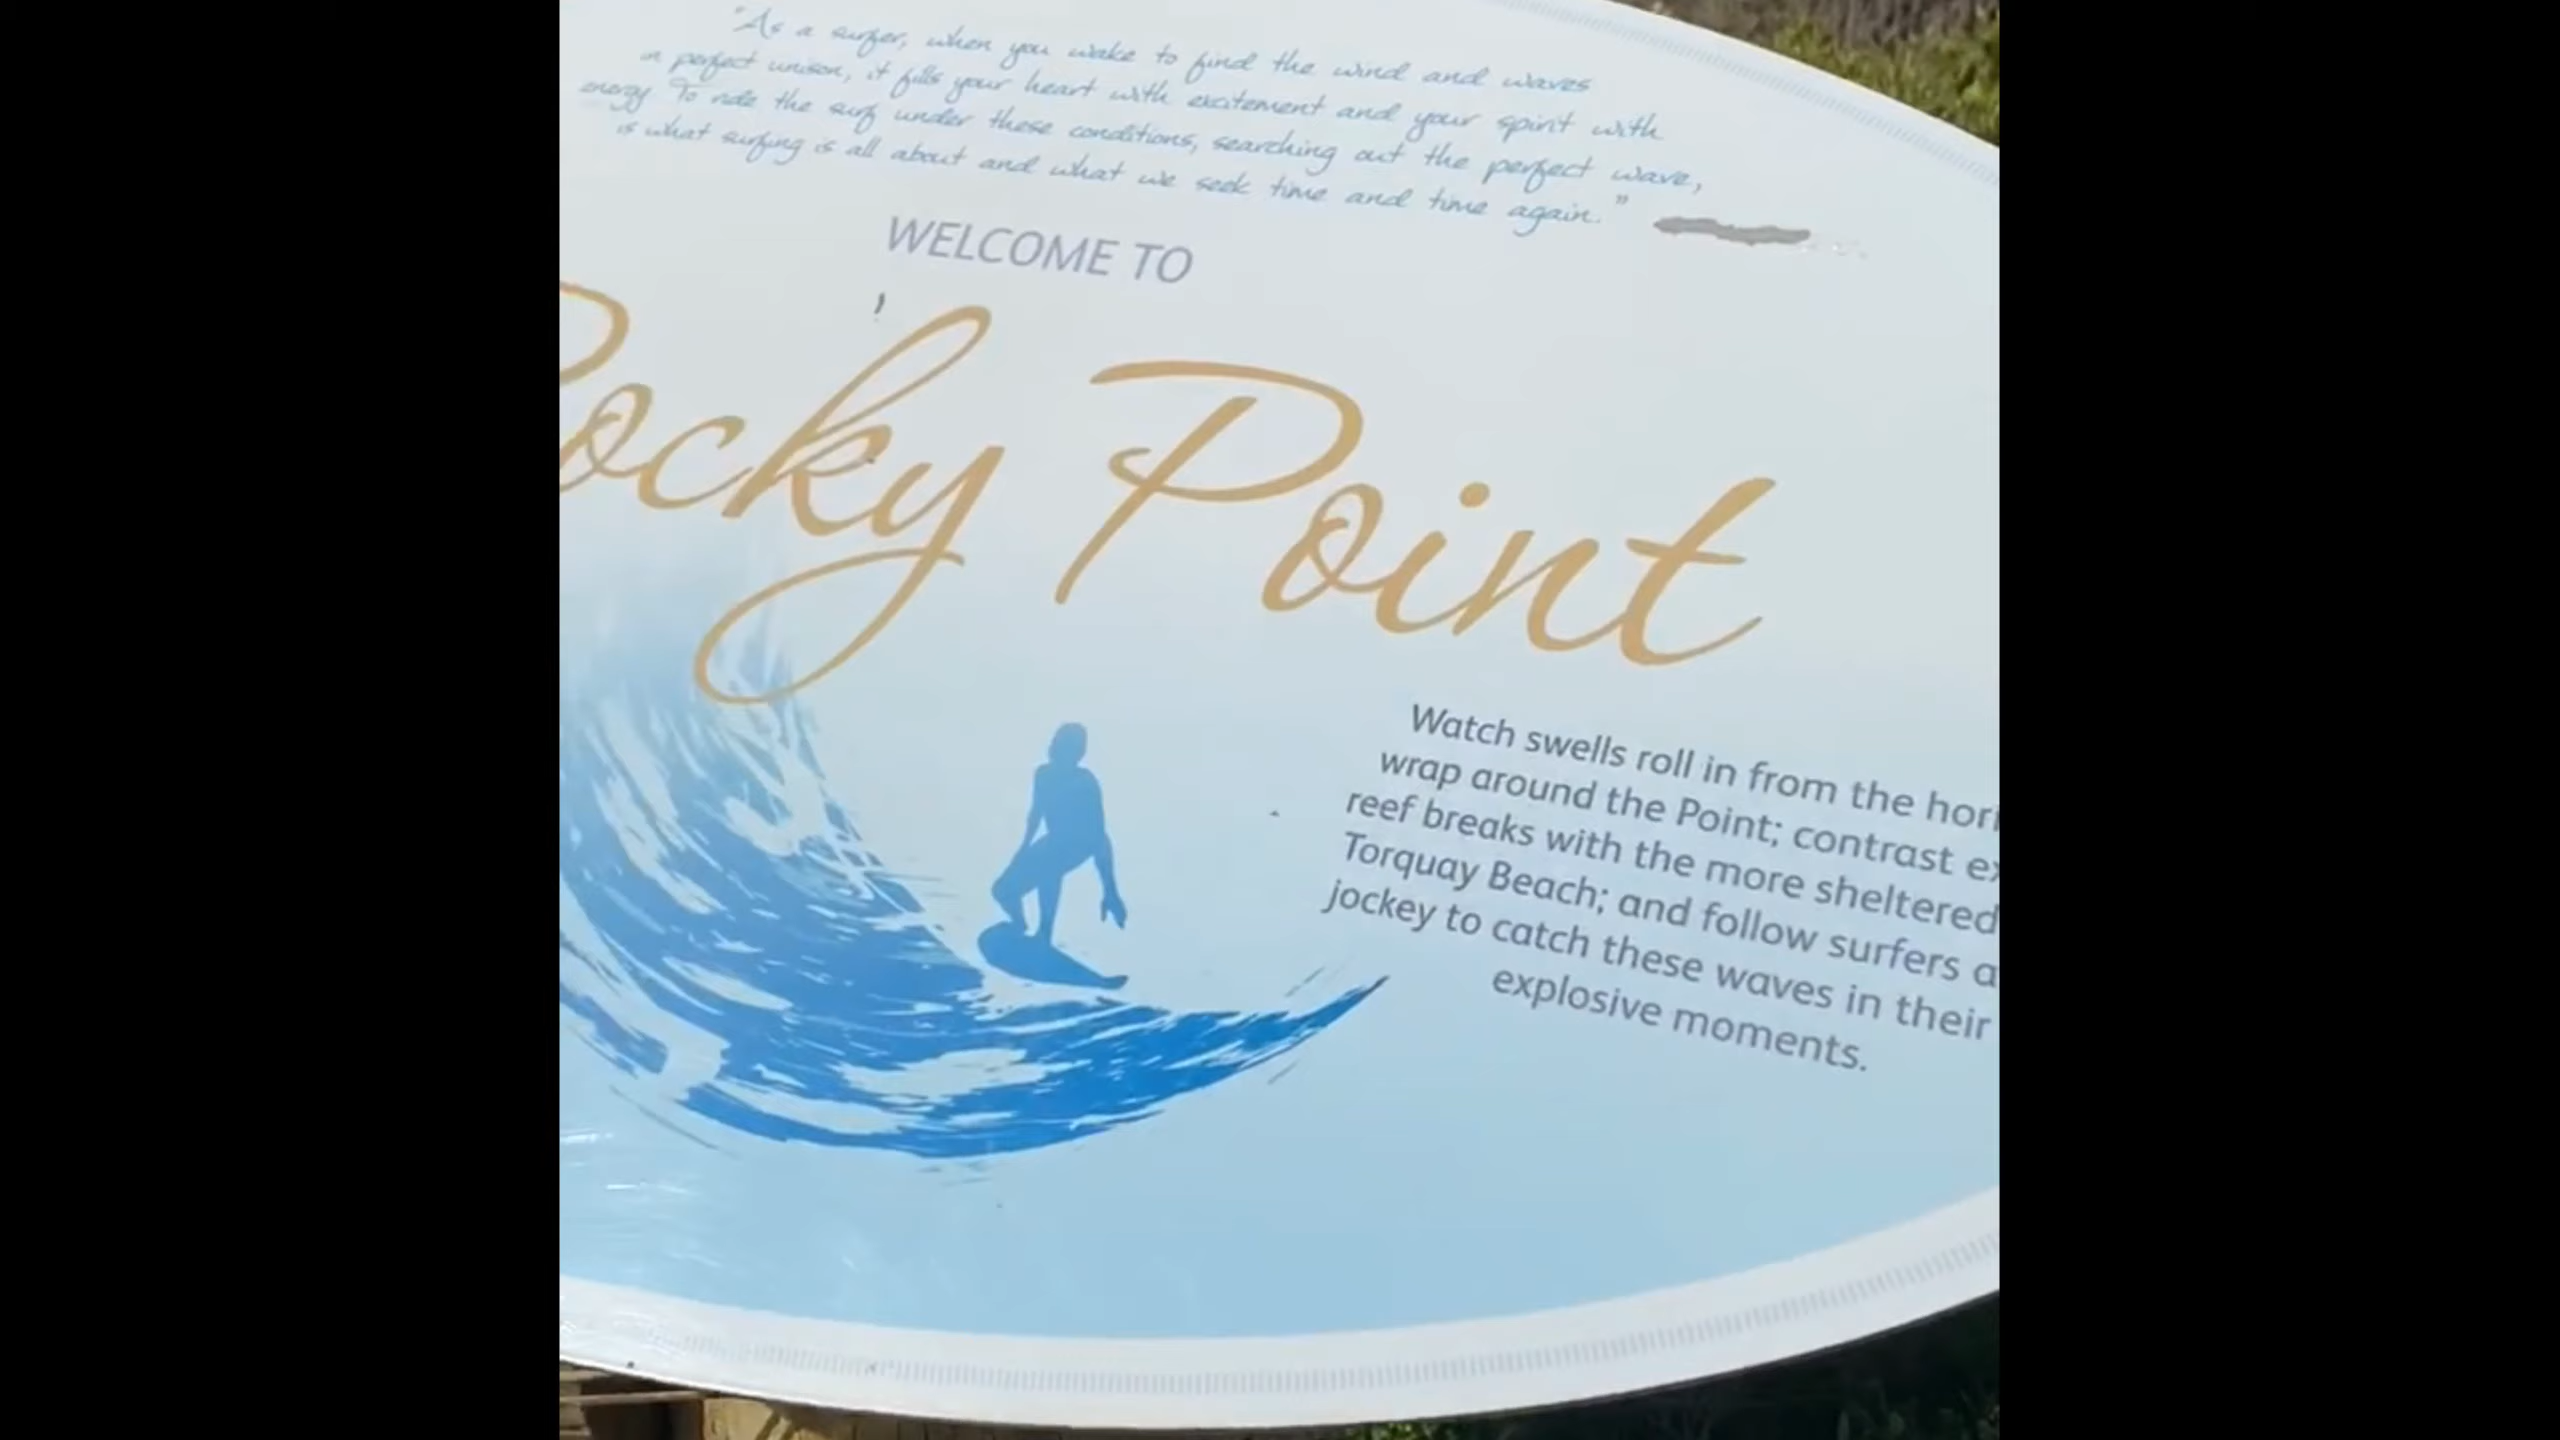 "As a surfer, when you wake to find the wind and waves
in perfect unison, it fills your heart with excitement and your spirit with
energy To ride the surf under these conditions, searching out the perfect wave,
is what surfing is all about and what we seek time and time again."
WELCOME TO
Rocky Point
Watch swells roll in from the hori
wrap around the Point; contrast ex
reef breaks with the more sheltered
Torquay Beach; and follow surfers a
jockey to catch these waves in their
explosive moments.